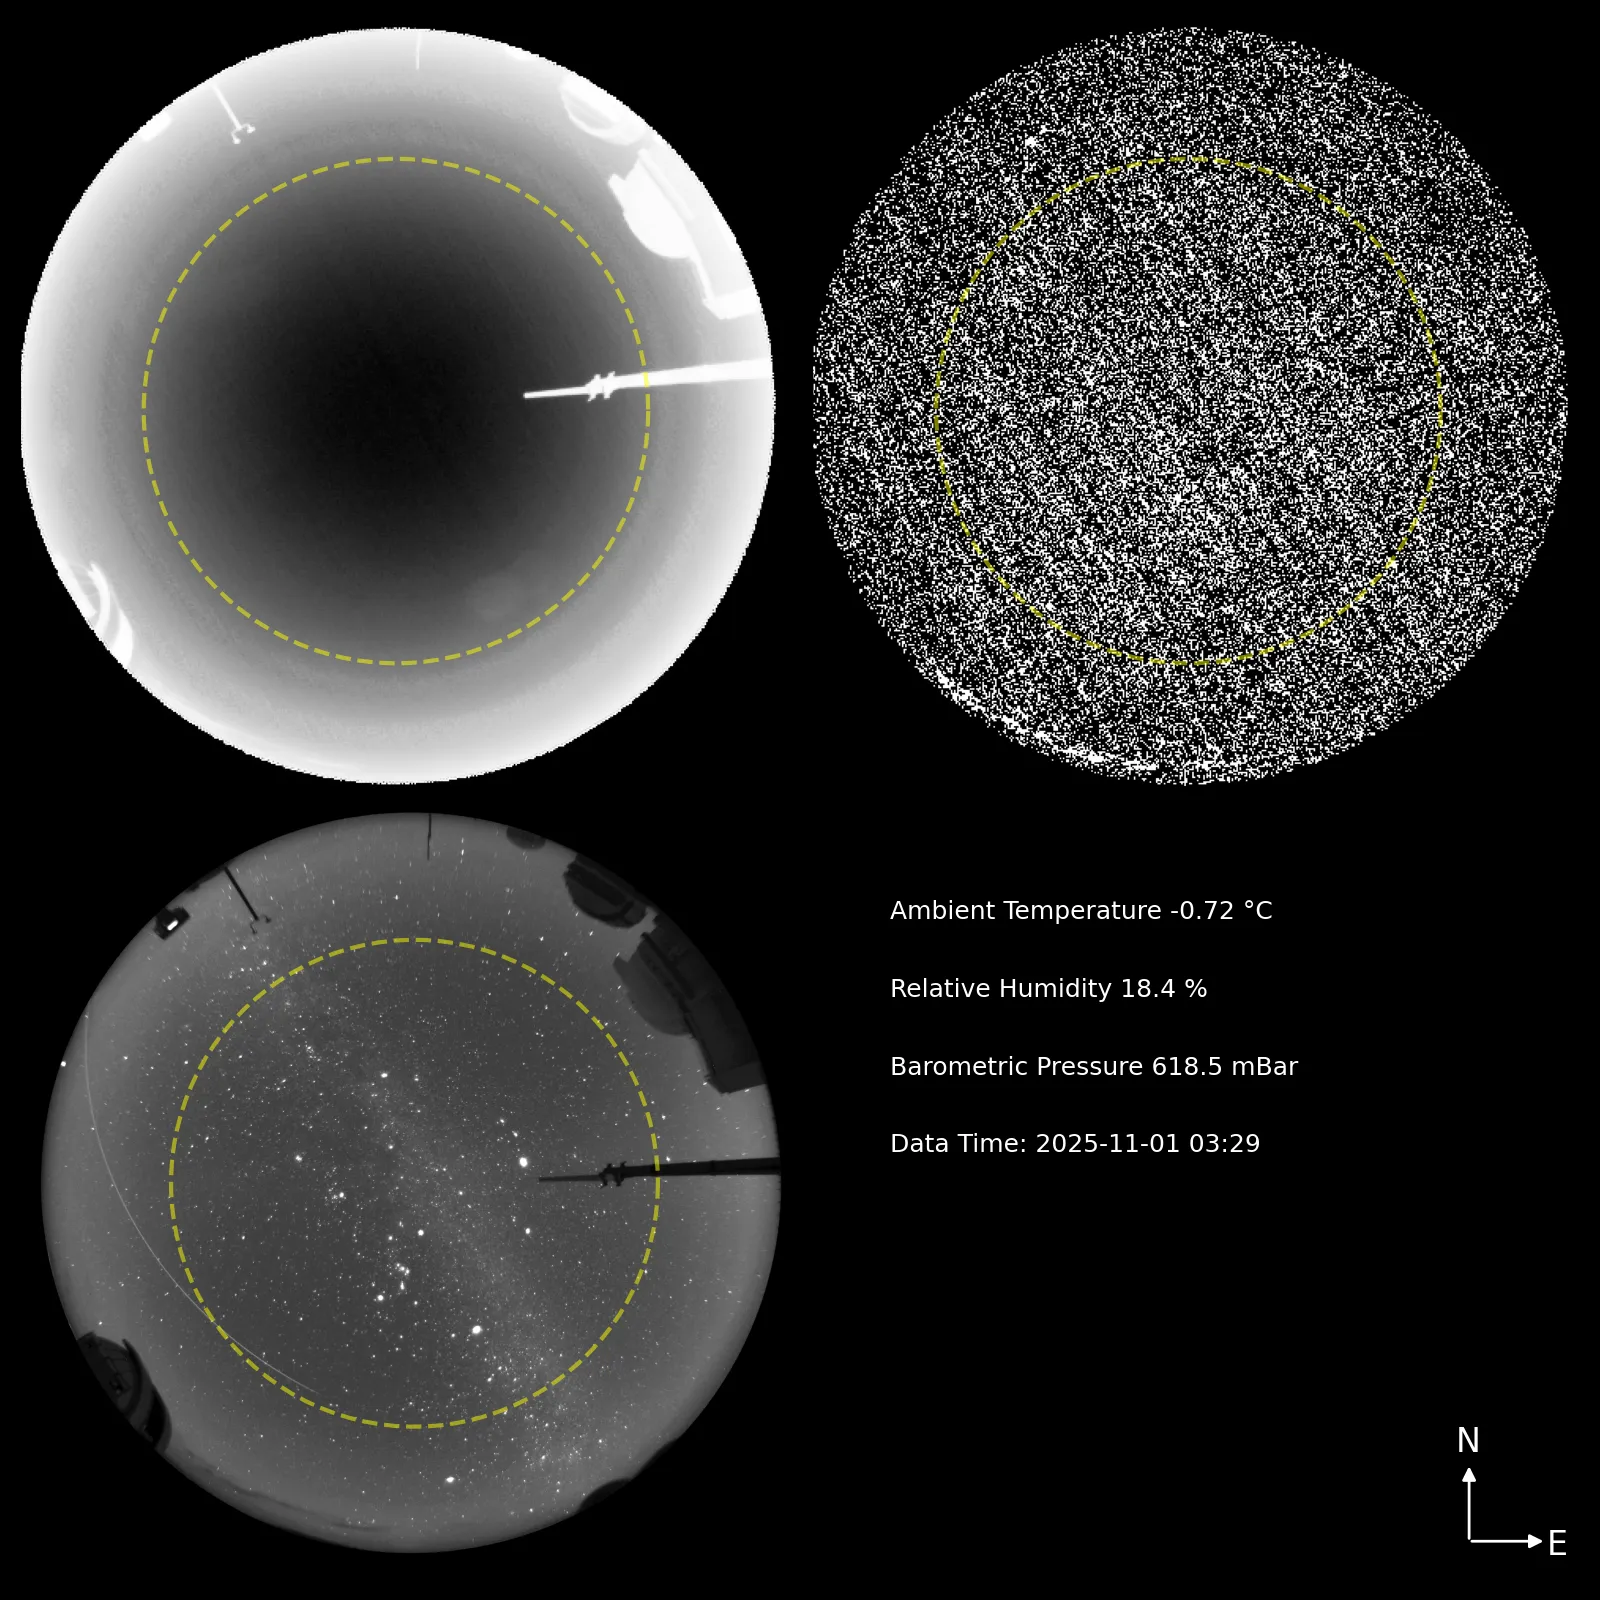 Ambient Temperature -0.72 °C
Relative Humidity 18.4 %
Barometric Pressure 618.5 mBar
Data Time: 2025-11-01 03:29
N
E